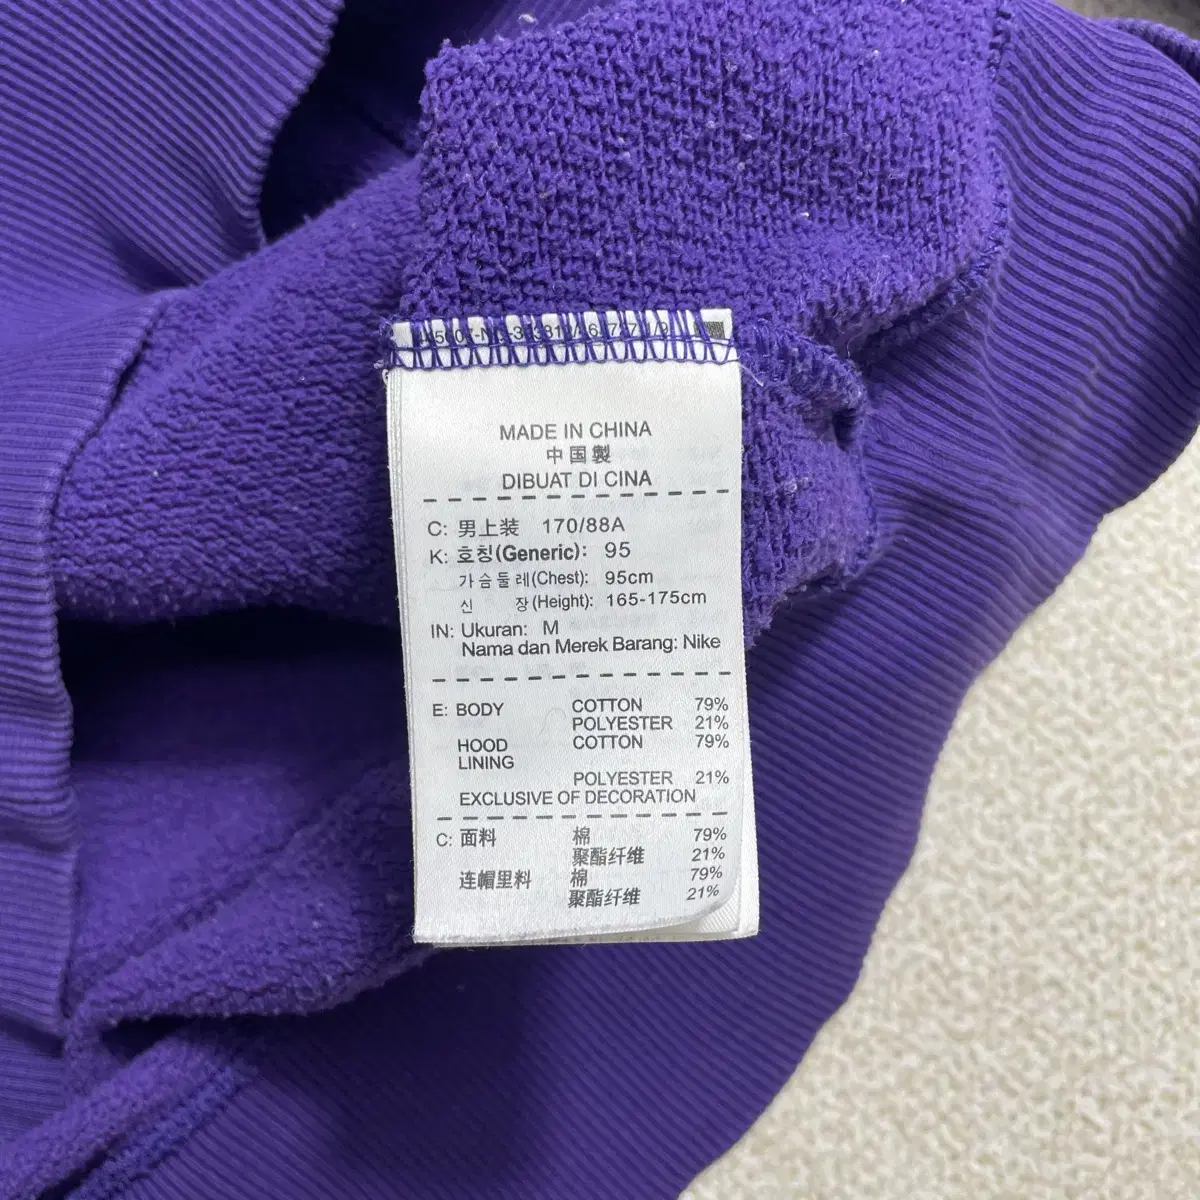 MADE IN CHINA
中国製
DIBUAT DI CINA
C: 男上装 170/88A
K: 호칭(Generic): 95
가슴둘레(Chest): 95cm
신 장(Height): 165-175cm
IN: Ukuran: M
Nama dan Merek Barang: Nike
E: BODY COTTON 79%
POLYESTER 21%
HOOD COTTON 79%
LINING
POLYESTER 21%
EXCLUSIVE OF DECORATION
C: 面料 棉 79%
聚酯纤维 21%
连帽里料 棉 79%
聚酯纤维 21%